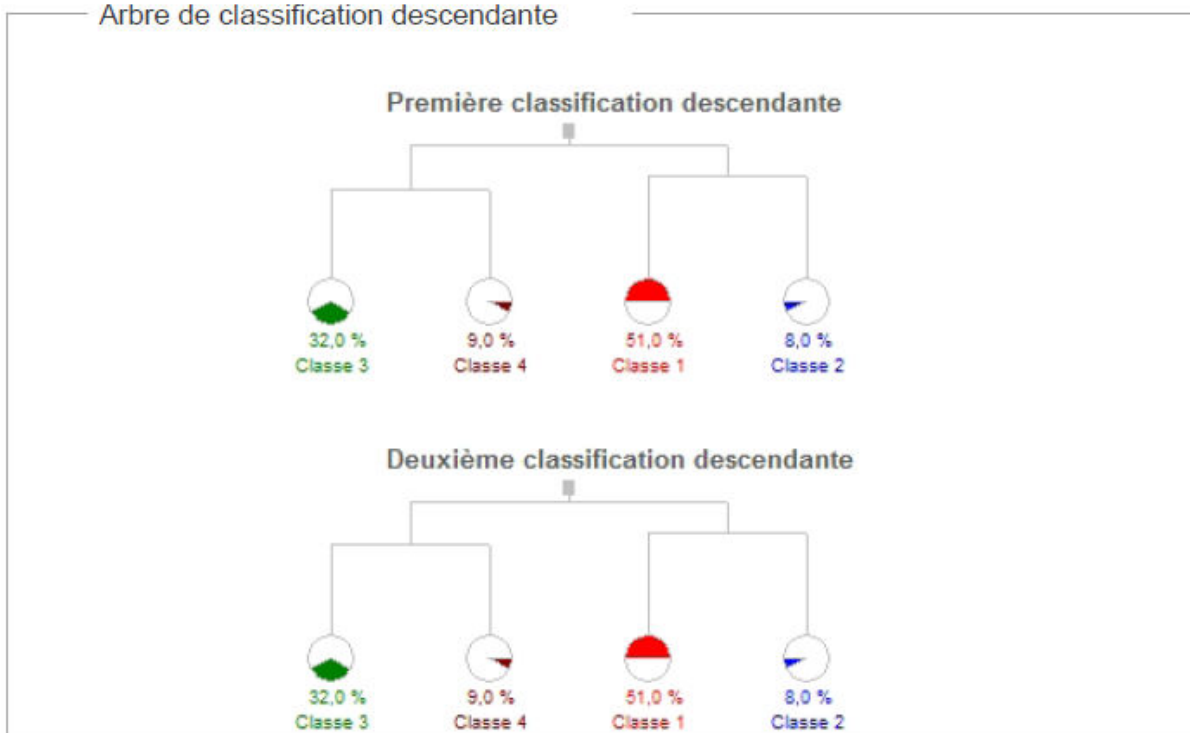 Arbre de classification descendante
Première classification descendante
32,0 % 9,0 % 51,0 % 8,0 %
Classe 3 Classe 4 Classe 1 Classe 2
Deuxième classification descendante
32,0 % 9,0 % 51,0 % 8,0 %
Classe 3 Classe 4 Classe 1 Classe 2